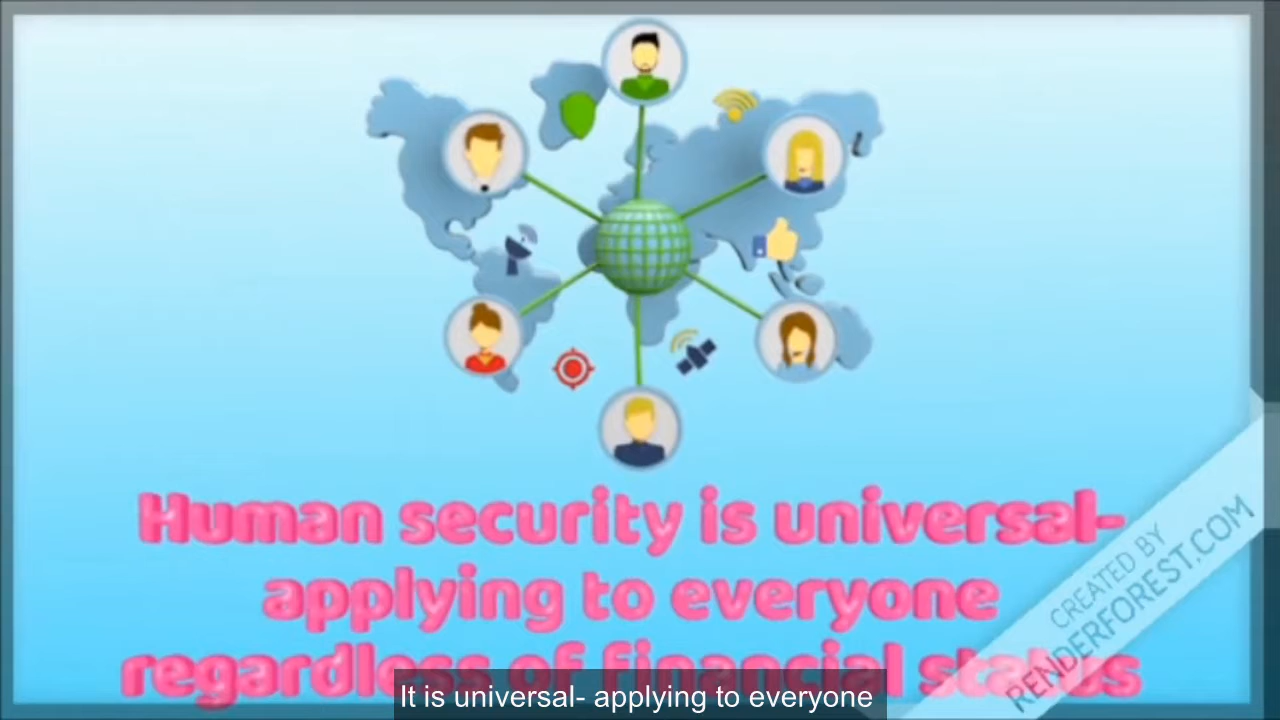 Human security is universal-
applying to everyone
regardless of financial status
It is universal- applying to everyone
CREATED BY
RENDERFOREST.COM